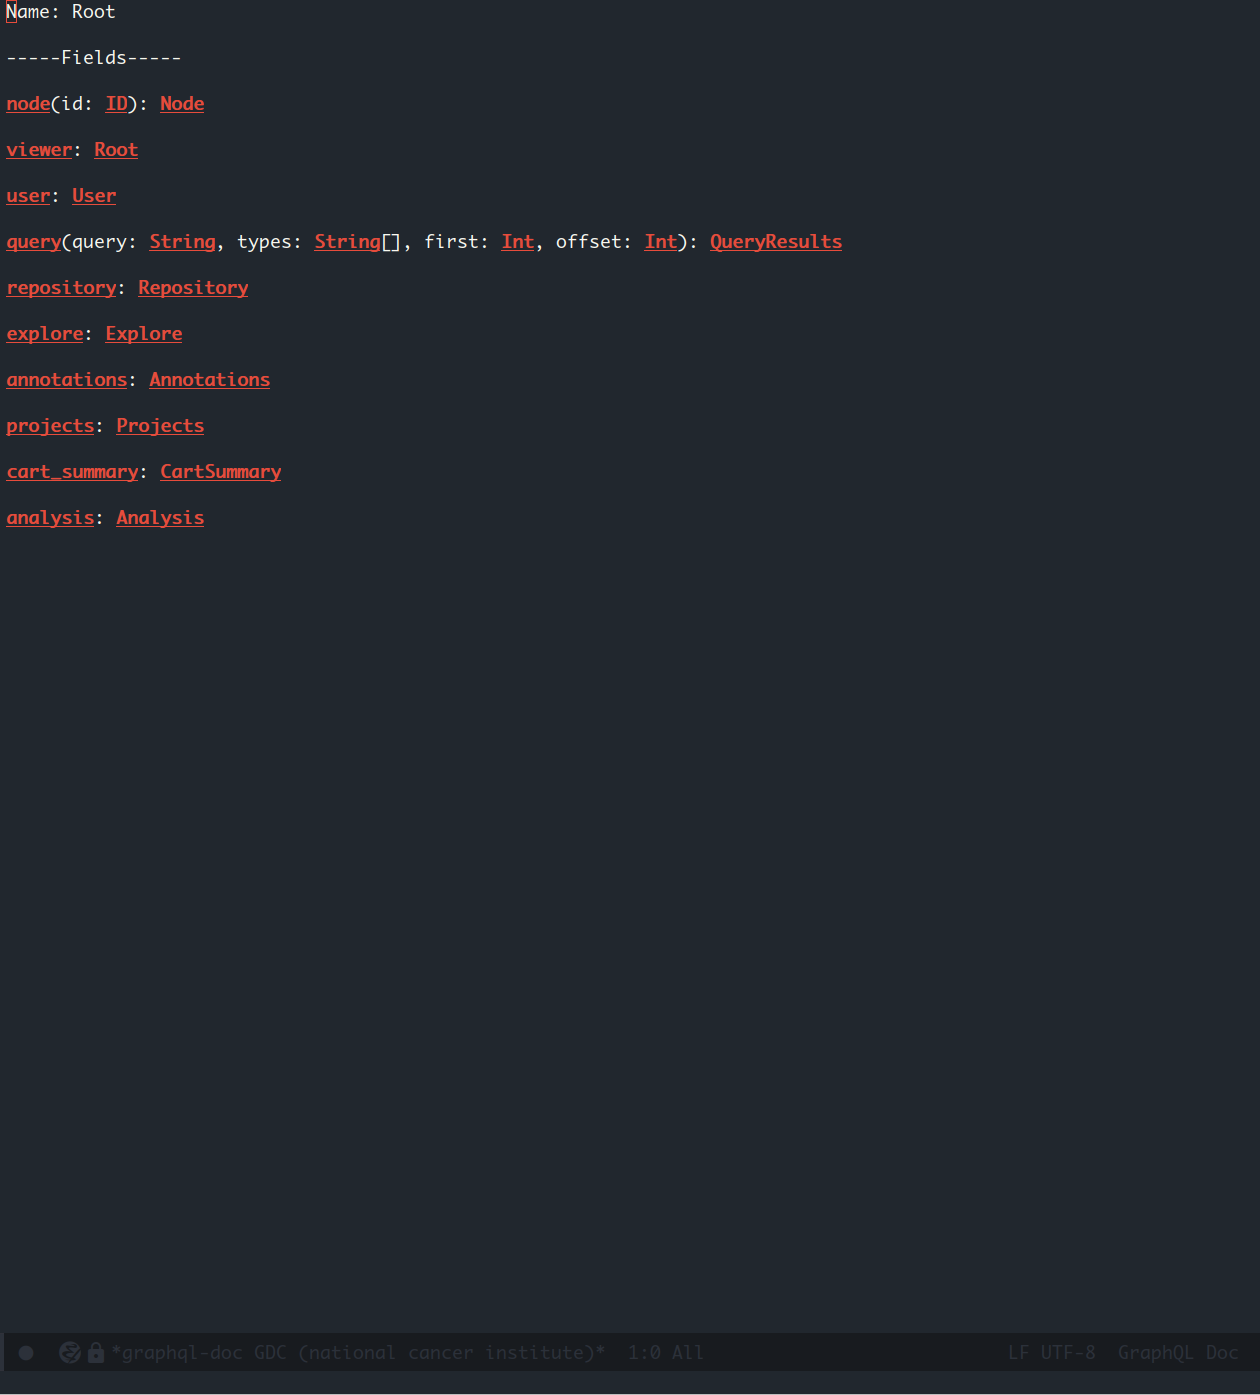 Name: Root
-----Fields-----
node(id: ID): Node
viewer: Root
user: User
query(query: String, types: String[], first: Int, offset: Int): QueryResults
repository: Repository
explore: Explore
annotations: Annotations
projects: Projects
cart_summary: CartSummary
analysis: Analysis
*graphql-doc GDC (national cancer institute)* 1:0 All LF UTF-8 GraphQL Doc